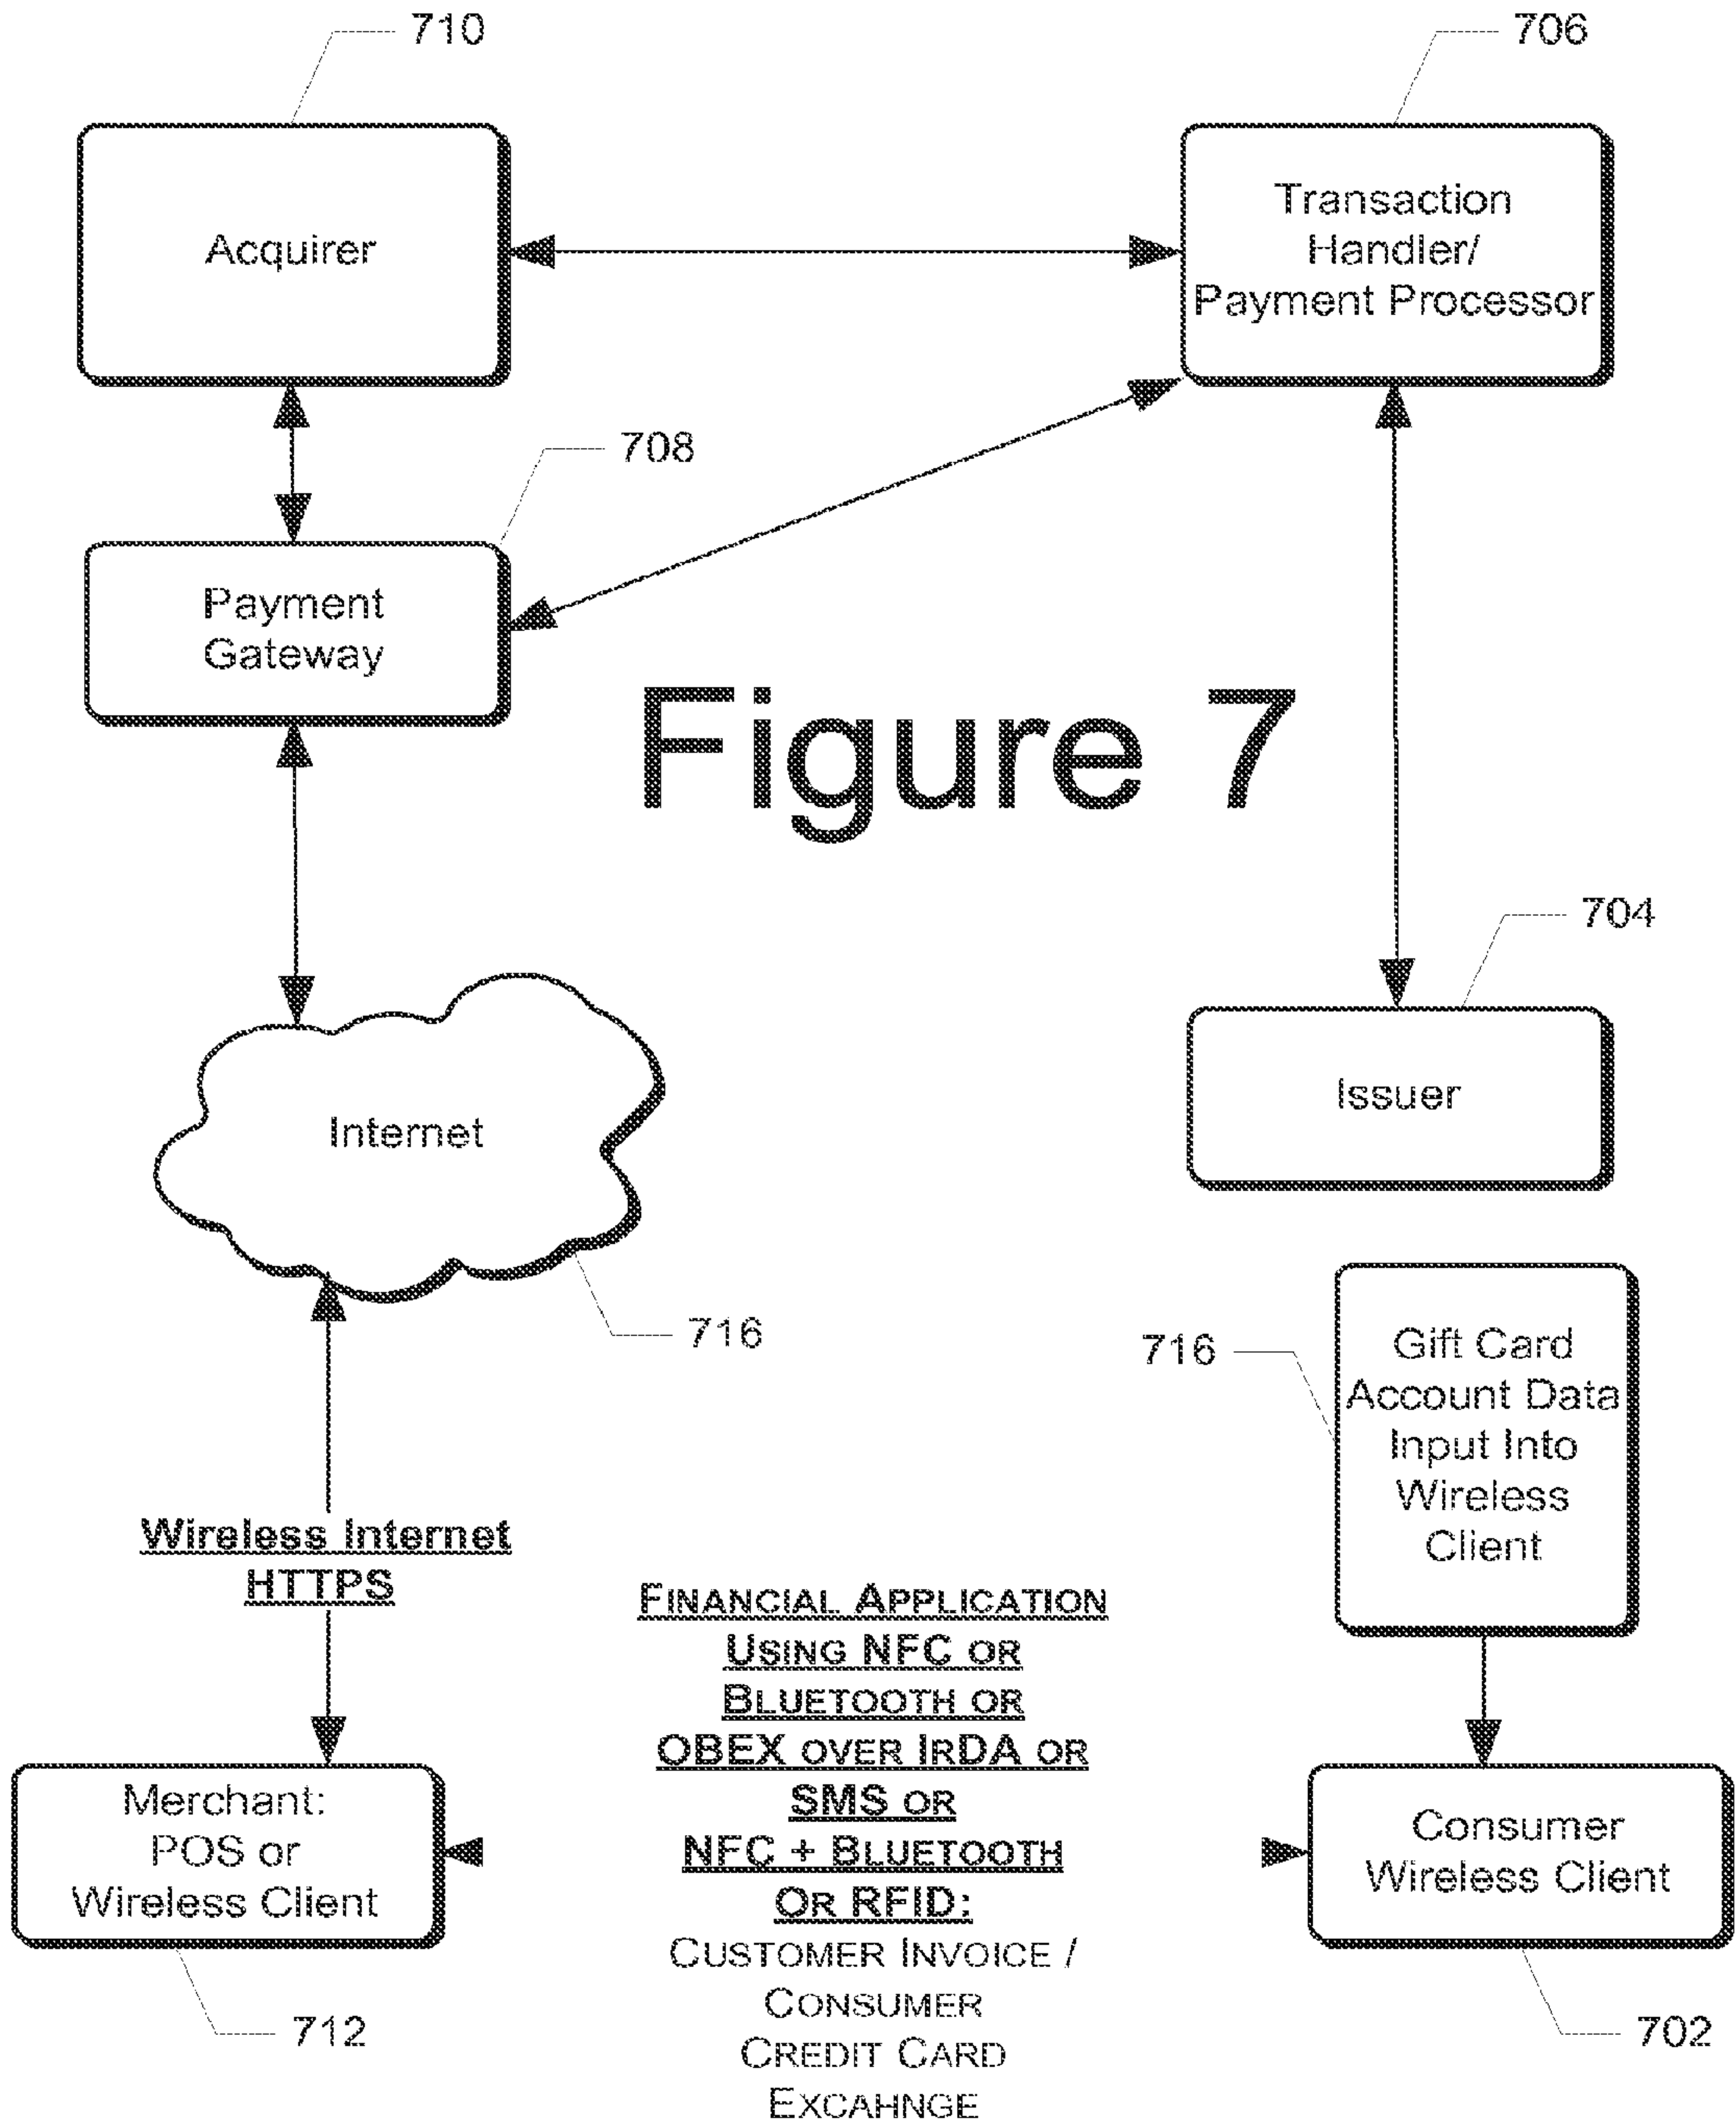 710
706
Acquirer
Transaction
Handler/
Payment Processor
708
Payment
Gateway
Figure 7
704
Issuer
Internet
716
716
Gift Card
Account Data
Input Into
Wireless
Client
Wireless Internet
HTTPS
FINANCIAL APPLICATION
USING NFC OR
BLUETOOTH OR
OBEX OVER IRDA OR
SMS OR
NFC + BLUETOOTH
OR RFID:
CUSTOMER INVOICE /
CONSUMER
CREDIT CARD
EXCAHNGE
Merchant:
POS or
Wireless Client
Consumer
Wireless Client
712
702